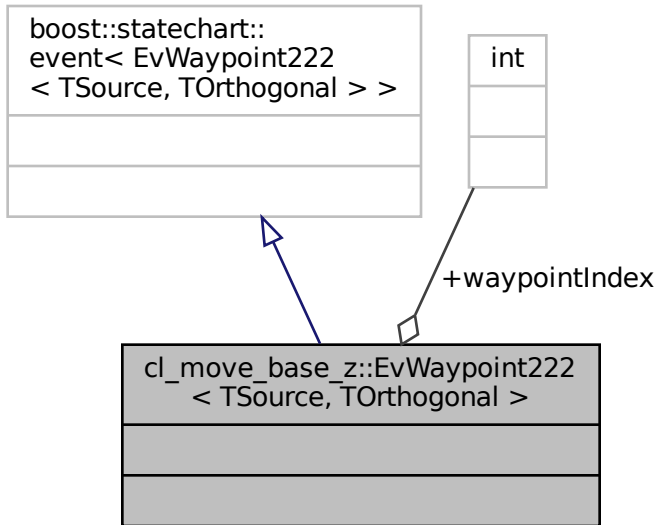 boost::statechart::
event< EvWaypoint222
< TSource, TOrthogonal > >
int
+waypointIndex
cl_move_base_z::EvWaypoint222
< TSource, TOrthogonal >